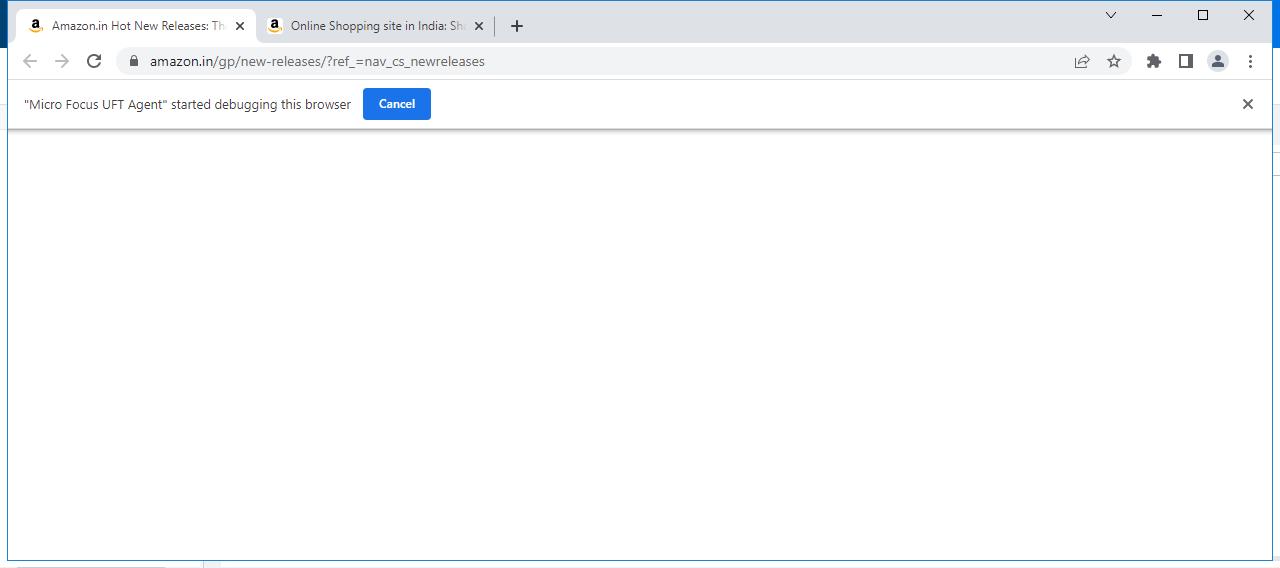 Amazon.in Hot New Releases: Th
Online Shopping site in India: Sh
amazon.in/gp/new-releases/?ref_=nav_cs_newreleases
"Micro Focus UFT Agent" started debugging this browser
Cancel